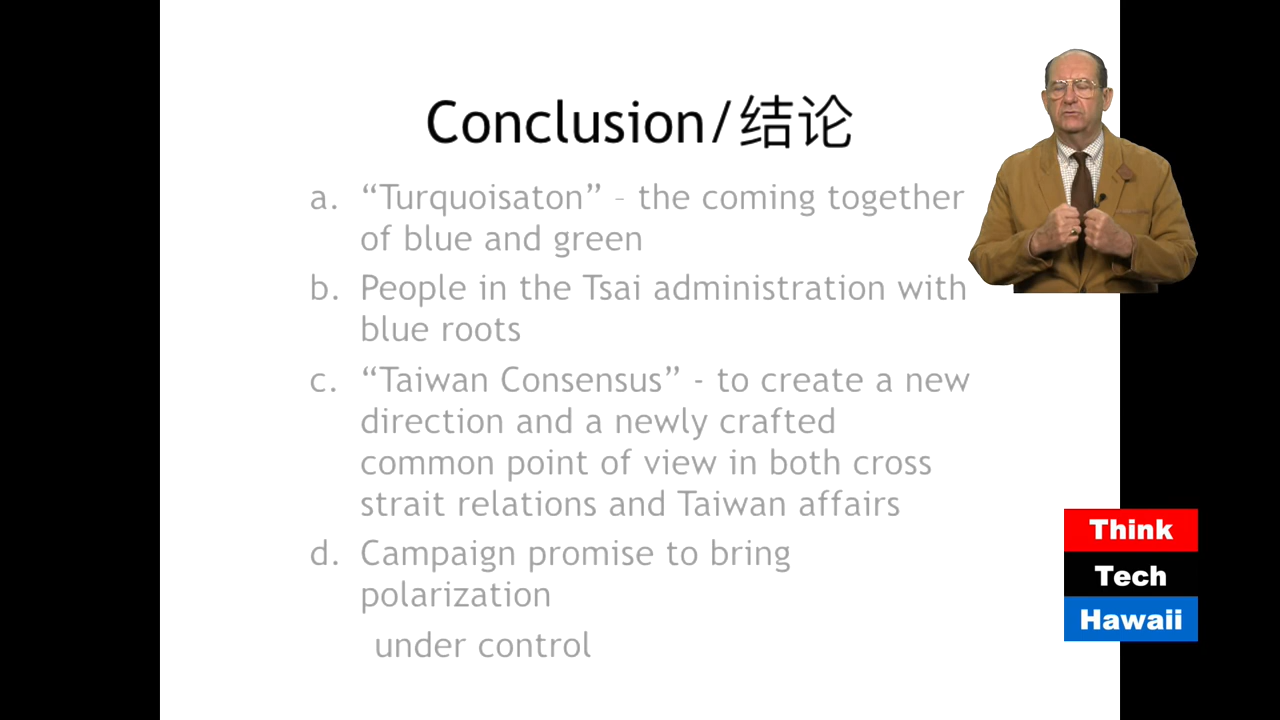 Conclusion/结论
a. “Turquoisaton” – the coming together
of blue and green
b. People in the Tsai administration with
blue roots
c. “Taiwan Consensus” - to create a new
direction and a newly crafted
common point of view in both cross
strait relations and Taiwan affairs
d. Campaign promise to bring
polarization
under control
Think
Tech
Hawaii